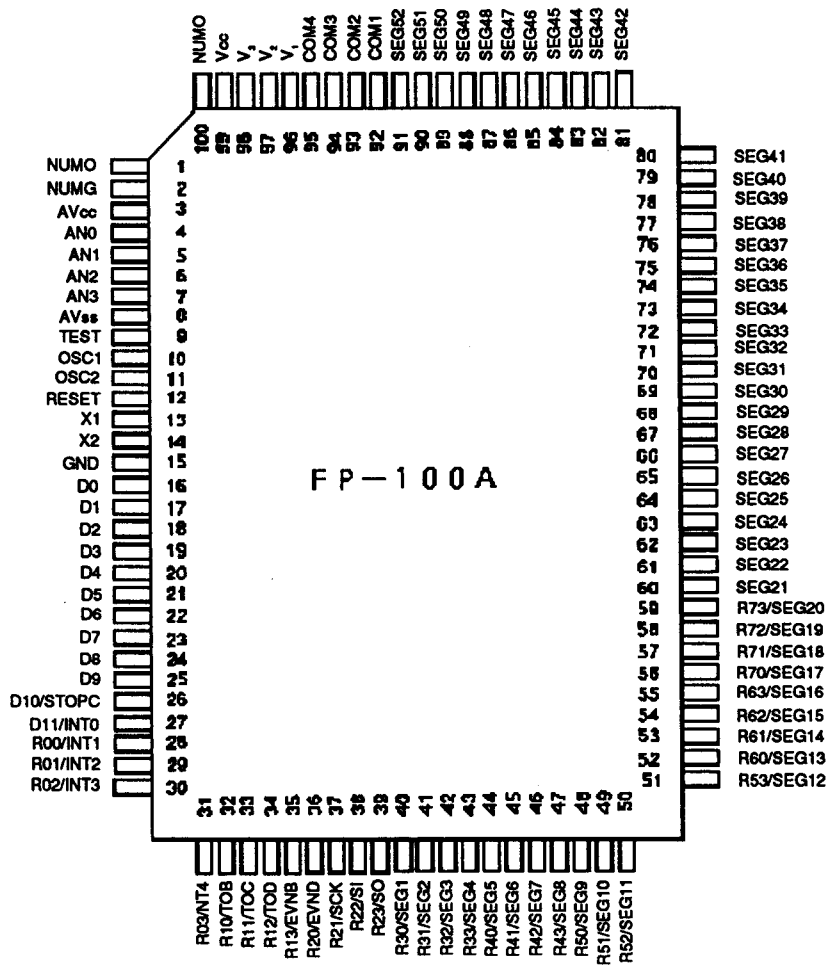 NUMO
Vcc
V3
V2
V1
COM4
COM3
COM2
COM1
SEG52
SEG51
SEG50
SEG49
SEG48
SEG47
SEG46
SEG45
SEG44
SEG43
SEG42
100 99 98 97 96 95 94 93 92 91 90 89 88 87 86 85 84 83 82 81
NUMO 1
NUMG 2
AVcc 3
AN0 4
AN1 5
AN2 6
AN3 7
AVss 8
TEST 9
OSC1 10
OSC2 11
RESET 12
X1 13
X2 14
GND 15
D0 16
D1 17
D2 18
D3 19
D4 20
D5 21
D6 22
D7 23
D8 24
D9 25
D10/STOPC 26
D11/INT0 27
R00/INT1 28
R01/INT2 29
R02/INT3 30
FP-100A
80 SEG41
79 SEG40
78 SEG39
77 SEG38
76 SEG37
75 SEG36
74 SEG35
73 SEG34
72 SEG33
71 SEG32
70 SEG31
69 SEG30
68 SEG29
67 SEG28
66 SEG27
65 SEG26
64 SEG25
63 SEG24
62 SEG23
61 SEG22
60 SEG21
59 R73/SEG20
58 R72/SEG19
57 R71/SEG18
56 R70/SEG17
55 R63/SEG16
54 R62/SEG15
53 R61/SEG14
52 R60/SEG13
51 R53/SEG12
31 32 33 34 35 36 37 38 39 40 41 42 43 44 45 46 47 48 49 50
R03/NT4
R10/TOB
R11/TOC
R12/TOD
R13/EVNB
R20/EVND
R21/SCK
R22/SI
R23/SO
R30/SEG1
R31/SEG2
R32/SEG3
R33/SEG4
R40/SEG5
R41/SEG6
R42/SEG7
R43/SEG8
R50/SEG9
R51/SEG10
R52/SEG11